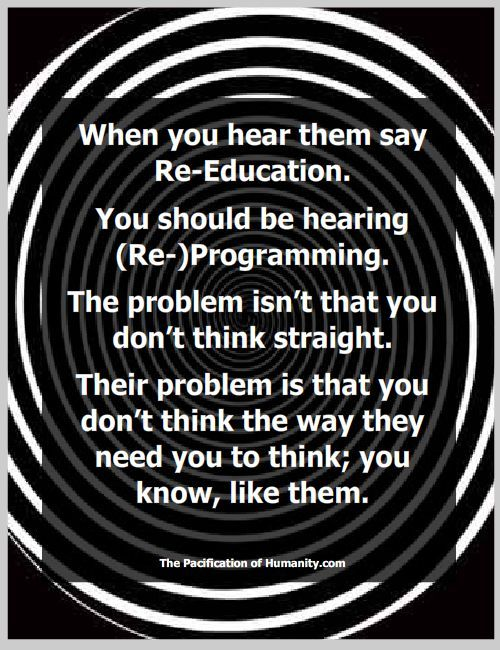 When you hear them say
Re-Education.
You should be hearing
(Re-)Programming.
The problem isn't that you
don't think straight.
Their problem is that you
don't think the way they
need you to think; you
know, like them.
The Pacification of Humanity.com